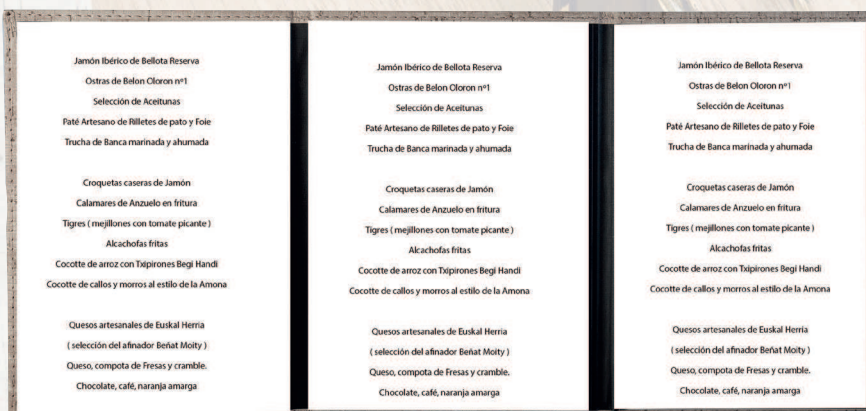 Jamón Ibérico de Bellota Reserva
Ostras de Belon Oloron nº1
Selección de Aceitunas
Paté Artesano de Rilletes de pato y Foie
Trucha de Banca marinada y ahumada
Croquetas caseras de Jamón
Calamares de Anzuelo en fritura
Tigres ( mejillones con tomate picante )
Alcachofas fritas
Cocotte de arroz con Txipirones Begi Handi
Cocotte de callos y morros al estilo de la Amona
Quesos artesanales de Euskal Herria
( selección del afinador Beñat Moity )
Queso, compota de Fresas y cramble.
Chocolate, café, naranja amarga
Jamón Ibérico de Bellota Reserva
Ostras de Belon Cloron nº1
Selección de Aceitunas
Paté Artesano de Rilletes de pato y Foie
Trucha de Banca marinada y ahumada
Croquetas caseras de Jamón
Calamares de Anzuelo en fritura
Tigres ( mejillones con tomate picante )
Alcachofas fritas
Cocotte de arroz con Txipirones Begi Handi
Cocotte de callos y morros al estilo de la Amona
Quesos artesanales de Euskal Herria
( selección del afinador Beñat Moity )
Queso, compota de Fresas y cramble.
Chocolate, café, naranja amarga
Jamón Ibérico de Bellota Reserva
Ostras de Belon Oloron nº1
Selección de Aceitunas
Paté Artesano de Rilletes de pato y Foie
Trucha de Banca marinada y ahumada
Croquetas caseras de Jamón
Calamares de Anzuelo en fritura
Tigres ( mejillones con tomate picante )
Alcachofas fritas
Cocotte de arroz con Txipirones Begi Handi
Cocotte de callos y morros al estilo de la Amona
Quesos artesanales de Euskal Herria
( selección del afinador Beñat Moity )
Queso, compota de Fresas y cramble.
Chocolate, café, naranja amarga